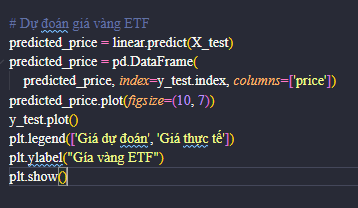 # Dự đoán giá vàng ETF
predicted_price = linear.predict(X_test)
predicted_price = pd.DataFrame(
    predicted_price, index=y_test.index, columns=['price'])
predicted_price.plot(figsize=(10, 7))
y_test.plot()
plt.legend(['Giá dự đoán', 'Giá thực tế'])
plt.ylabel("Gía vàng ETF")
plt.show()